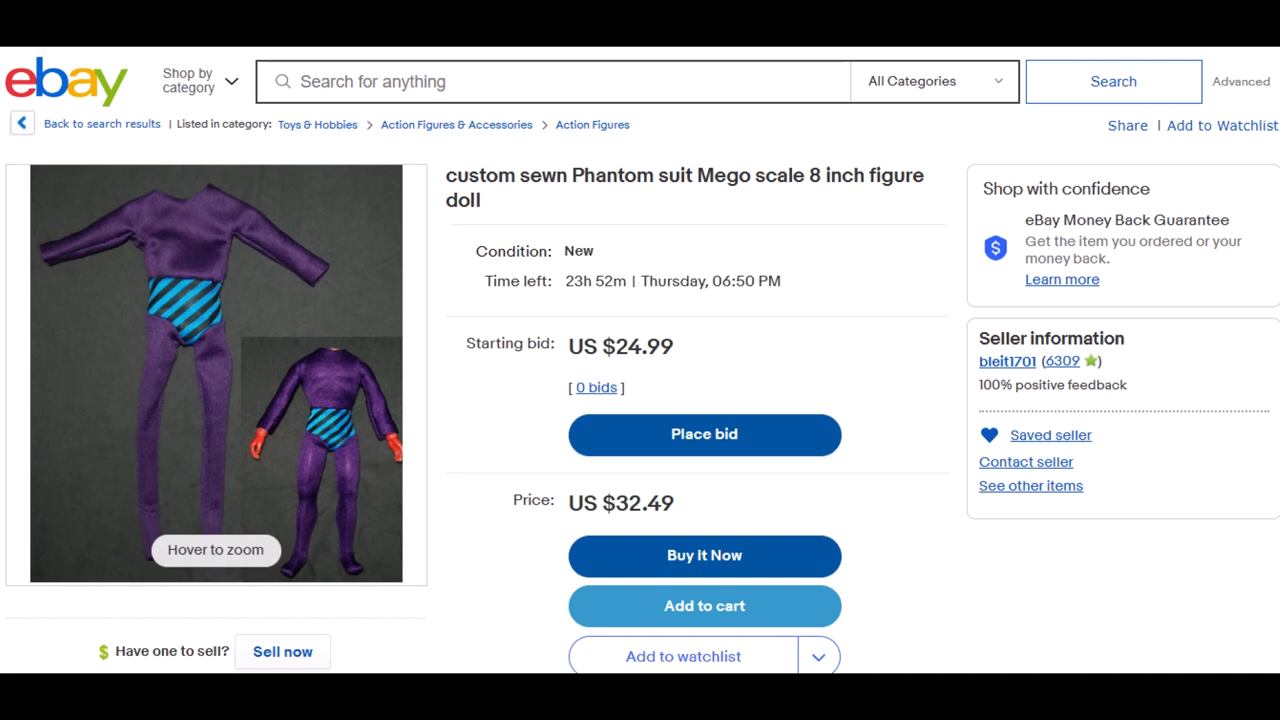 ebay
Shop by
category
Search for anything
All Categories
Search
Advanced
Back to search results | Listed in category: Toys & Hobbies > Action Figures & Accessories > Action Figures
Share | Add to Watchlist
custom sewn Phantom suit Mego scale 8 inch figure
doll
Condition: New
Time left: 23h 52m | Thursday, 06:50 PM
Starting bid: US $24.99
[ 0 bids ]
Place bid
Price: US $32.49
Buy It Now
Add to cart
Add to watchlist
Hover to zoom
$ Have one to sell? Sell now
Shop with confidence
eBay Money Back Guarantee
$
Get the item you ordered or your
money back.
Learn more
Seller information
bleit1701 (6309)
100% positive feedback
Saved seller
Contact seller
See other items